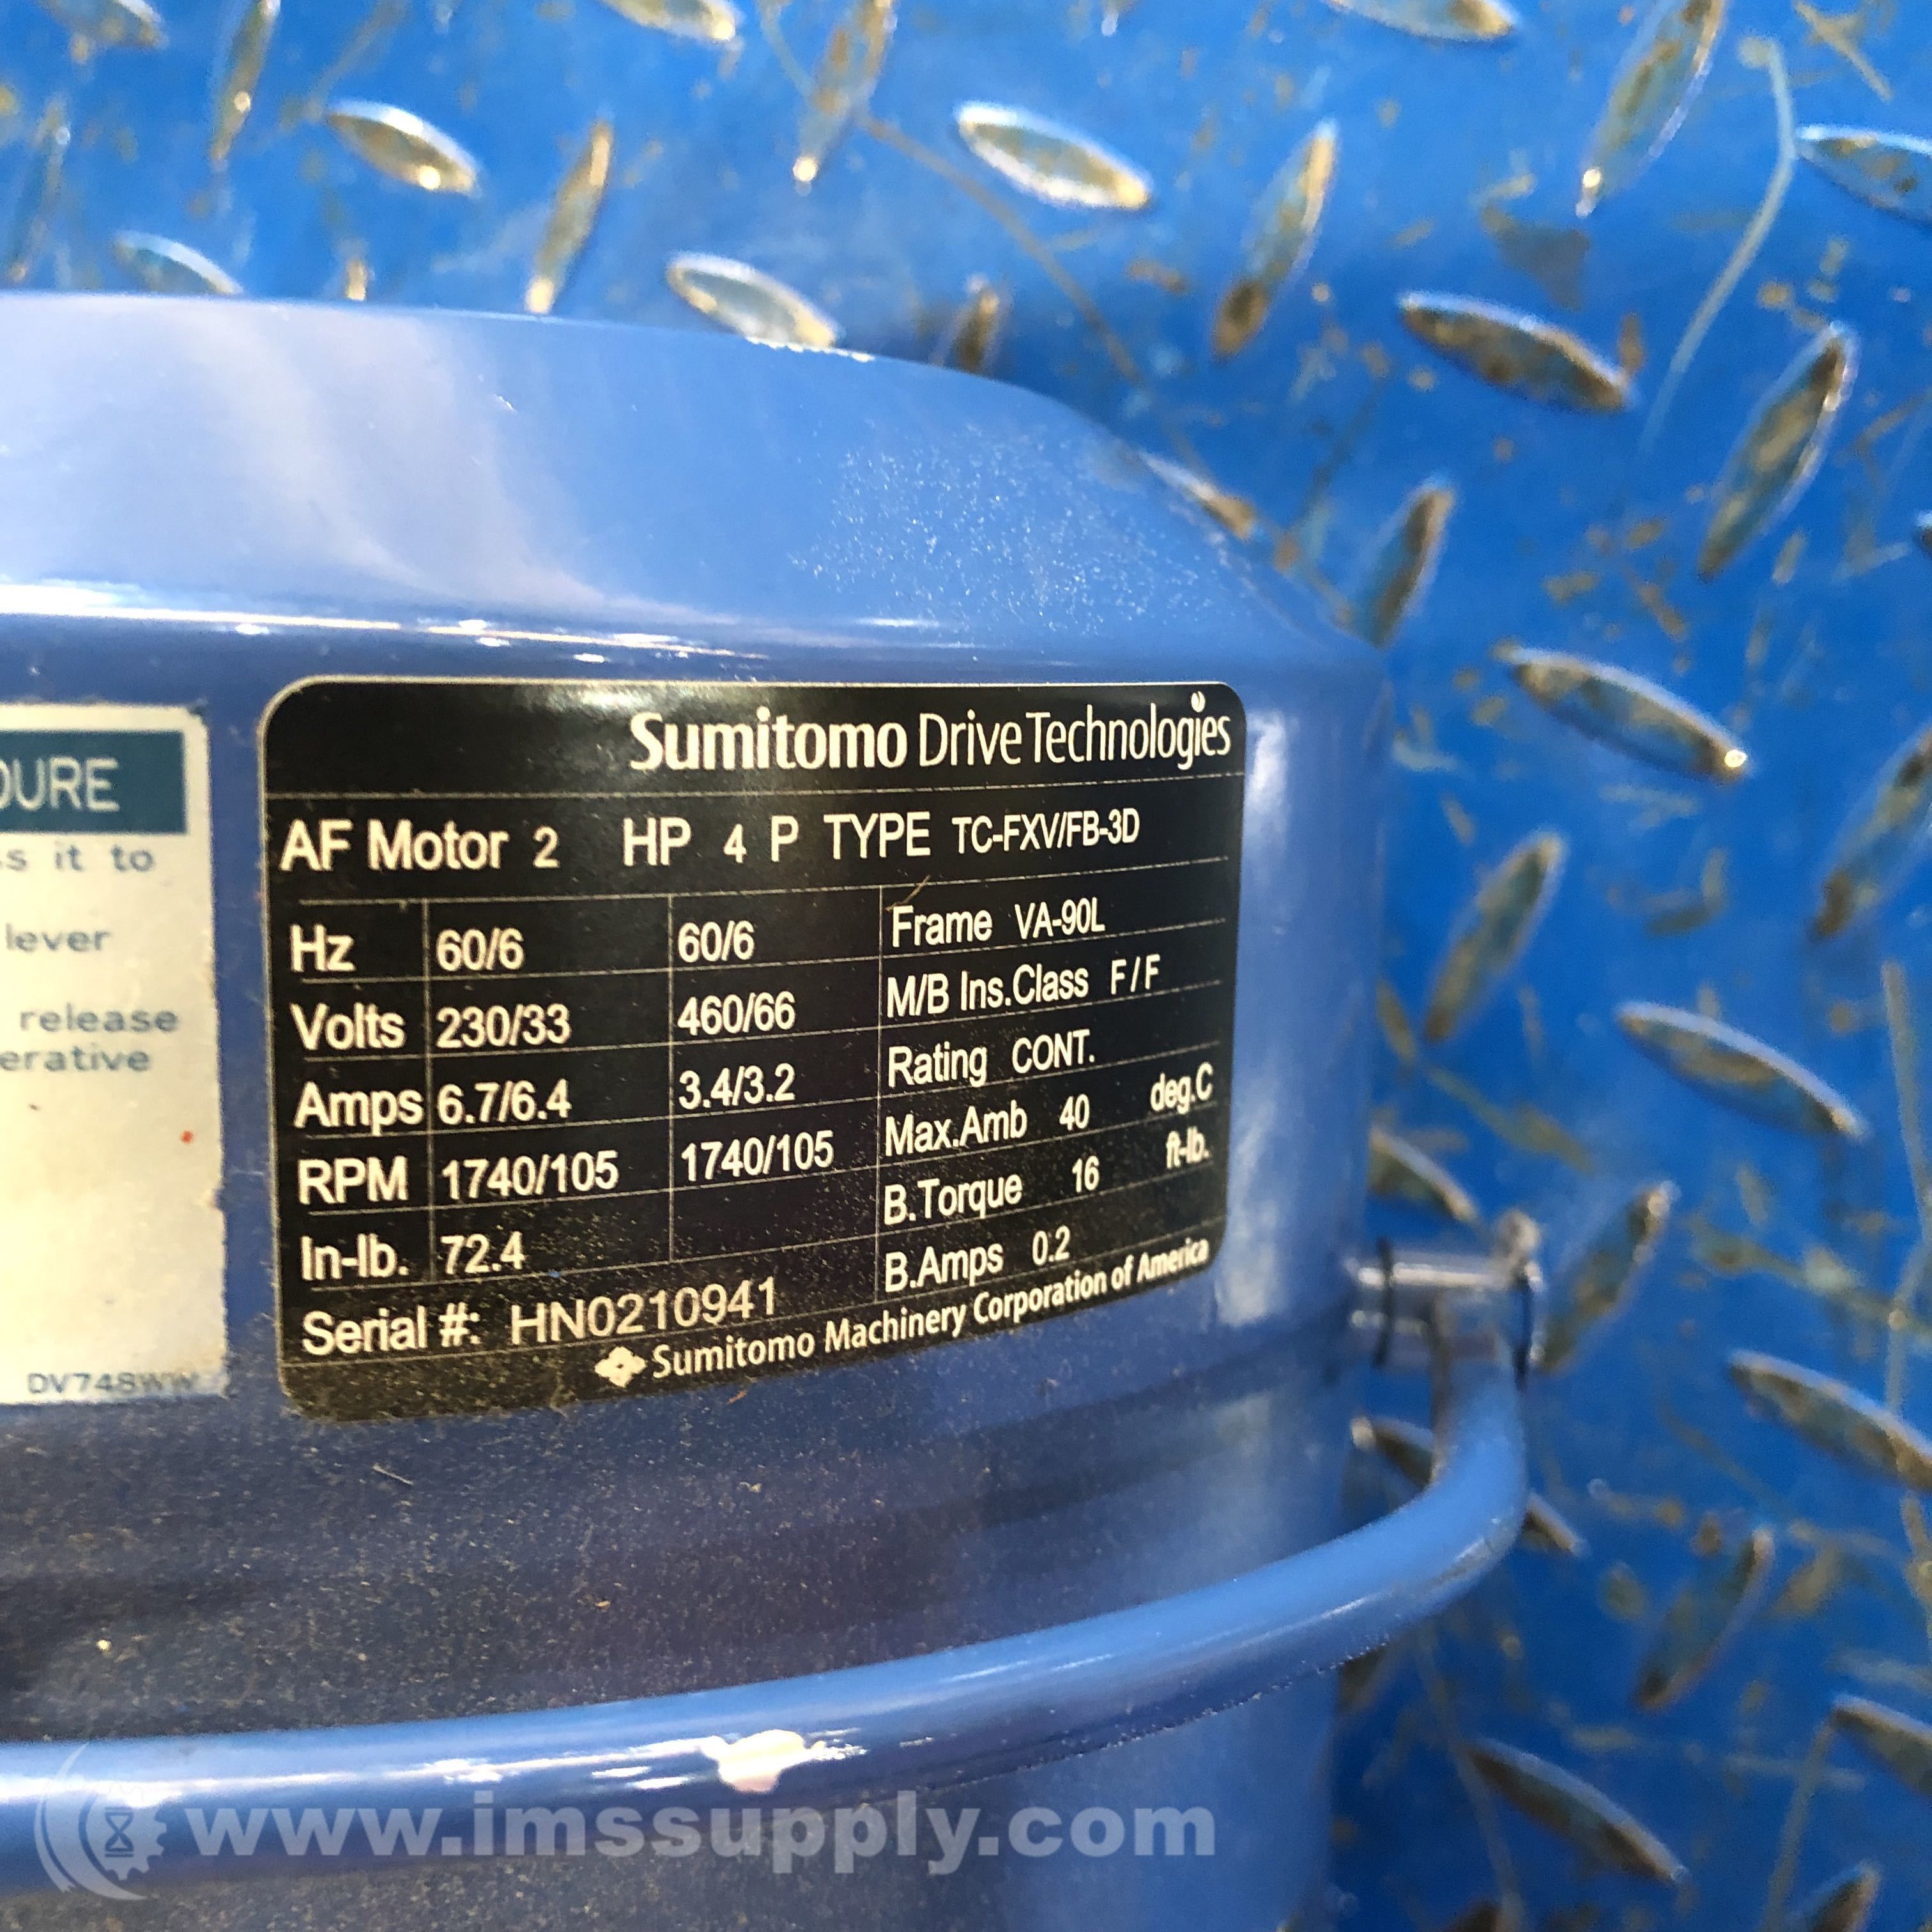 DURE
s it to
lever
release
erative
DV748WW
Sumitomo Drive Technologies
AF Motor 2 HP 4 P TYPE TC-FXV/FB-3D
Hz 60/6 60/6
Volts 230/33 460/66
Amps 6.7/6.4 3.4/3.2
RPM 1740/105 1740/105
In-lb. 72.4
Serial #: HN0210941
Frame VA-90L
M/B Ins.Class F/F
Rating CONT.
Max.Amb 40 deg.C
B.Torque 16 ft-lb.
B.Amps 0.2
Sumitomo Machinery Corporation of America
www.imssupply.com